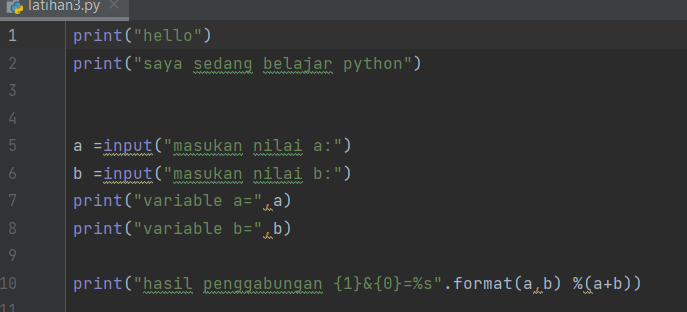 latihan3.py ×
1 print("hello")
2 print("saya sedang belajar python")
3
4
5 a =input("masukan nilai a:")
6 b =input("masukan nilai b:")
7 print("variable a=",a)
8 print("variable b=",b)
9
10 print("hasil penggabungan {1}&{0}=%s".format(a,b) %(a+b))
11